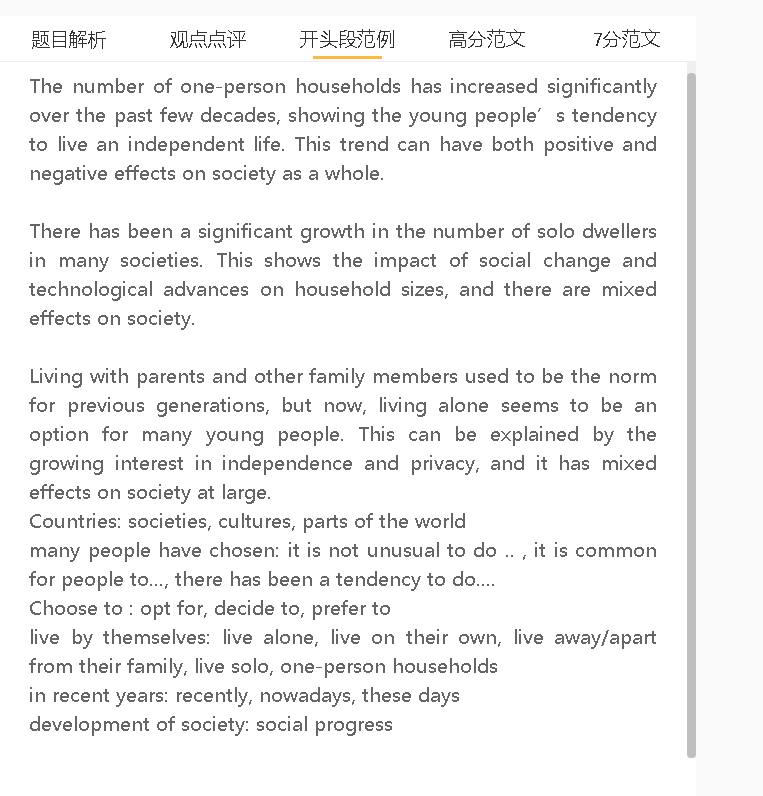 题目解析 观点点评 开头段范例 高分范文 7分范文
The number of one-person households has increased significantly
over the past few decades, showing the young people’s tendency
to live an independent life. This trend can have both positive and
negative effects on society as a whole.
There has been a significant growth in the number of solo dwellers
in many societies. This shows the impact of social change and
technological advances on household sizes, and there are mixed
effects on society.
Living with parents and other family members used to be the norm
for previous generations, but now, living alone seems to be an
option for many young people. This can be explained by the
growing interest in independence and privacy, and it has mixed
effects on society at large.
Countries: societies, cultures, parts of the world
many people have chosen: it is not unusual to do .. , it is common
for people to..., there has been a tendency to do....
Choose to : opt for, decide to, prefer to
live by themselves: live alone, live on their own, live away/apart
from their family, live solo, one-person households
in recent years: recently, nowadays, these days
development of society: social progress